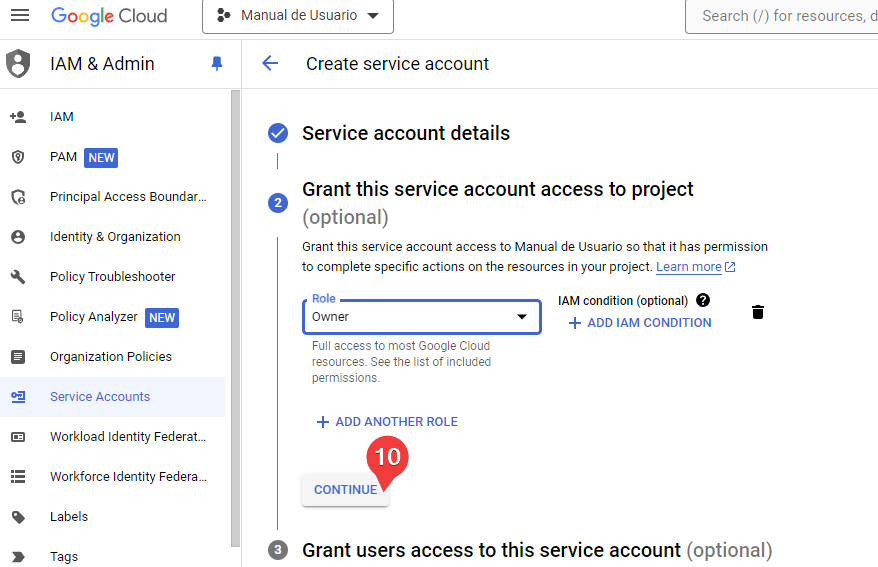 Google Cloud
Manual de Usuario
Search (/) for resources, d
IAM & Admin
Create service account
IAM
PAM NEW
Principal Access Boundar...
Identity & Organization
Policy Troubleshooter
Policy Analyzer NEW
Organization Policies
Service Accounts
Workload Identity Federat...
Workforce Identity Federa...
Labels
Tags
Service account details
2
Grant this service account access to project
(optional)
Grant this service account access to Manual de Usuario so that it has permission
to complete specific actions on the resources in your project. Learn more
Role
Owner
IAM condition (optional) ?
+ ADD IAM CONDITION
Full access to most Google Cloud
resources. See the list of included
permissions.
+ ADD ANOTHER ROLE
10
CONTINUE
3
Grant users access to this service account (optional)